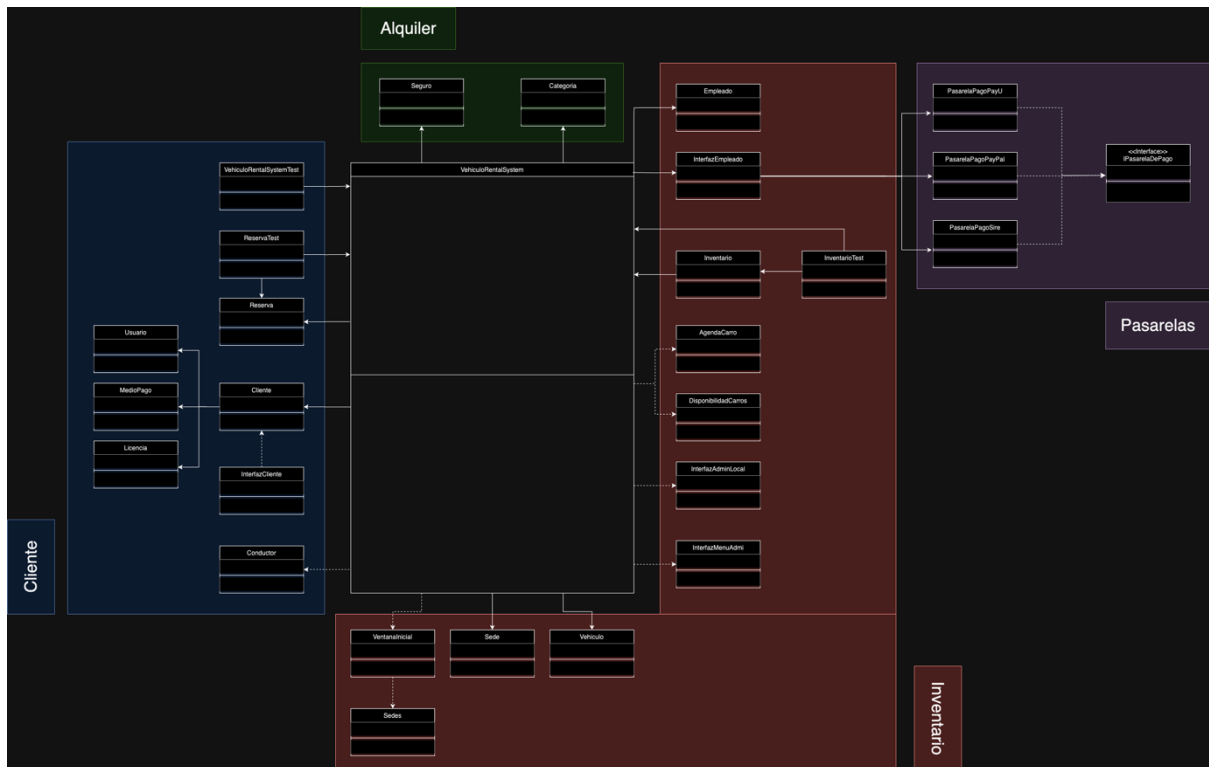 Alquiler
Seguro
Categoria
Empleado
PasarelaPagoPayU
VehiculoRentalSystemTest
VehiculoRentalSystem
InterfazEmpleado
PasarelaPagoPayPal
<<Interface>>
IPasarelaDePago
ReservaTest
PasarelaPagoSire
Inventario
InventarioTest
Reserva
Usuario
AgendaCarro
Pasarelas
MedioPago
Cliente
DisponibilidadCarros
Licencia
InterfazCliente
InterfazAdminLocal
Cliente
Conductor
InterfazMenuAdmi
VentanaInicial
Sede
Vehiculo
Sedes
Inventario